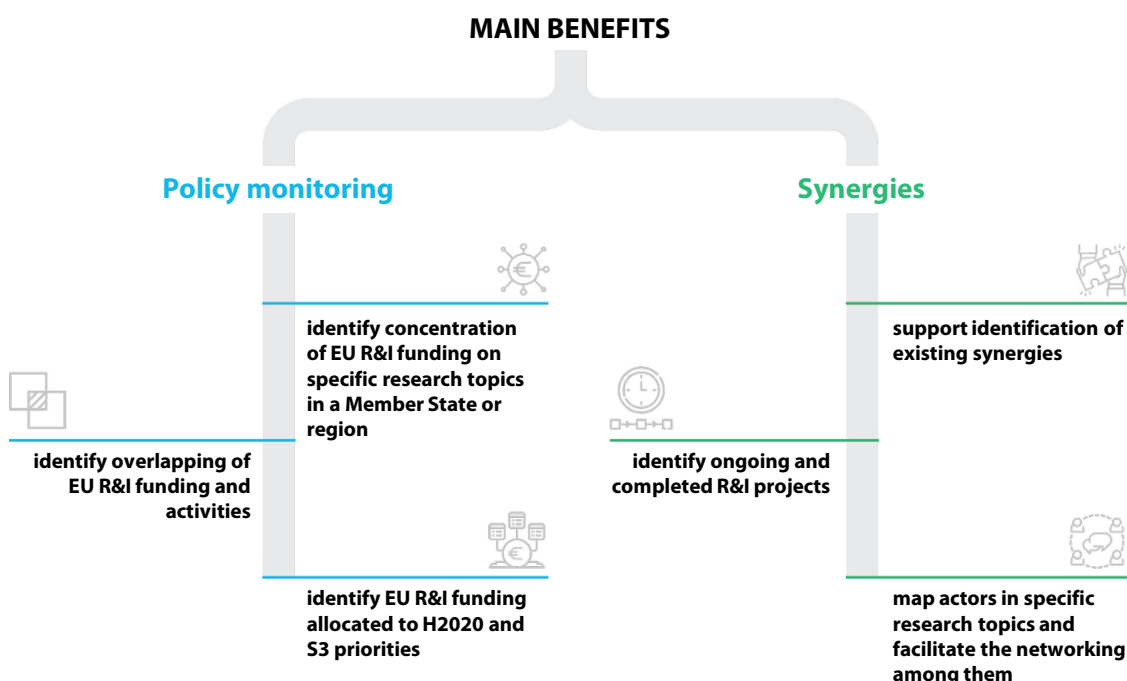 MAIN BENEFITS
Policy monitoring
identify concentration
of EU R&I funding on
specific research topics
in a Member State or
region
identify overlapping of
EU R&I funding and
activities
identify EU R&I funding
allocated to H2020 and
S3 priorities
Synergies
support identification of
existing synergies
identify ongoing and
completed R&I projects
map actors in specific
research topics and
facilitate the networking
among them